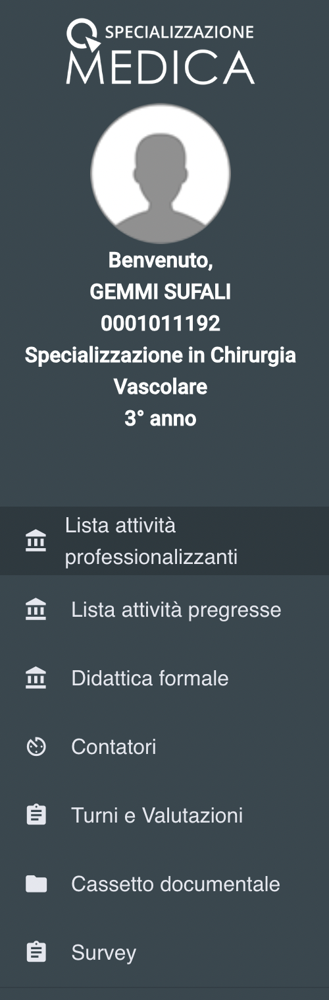 SPECIALIZZAZIONE
MEDICA
Benvenuto,
GEMMI SUFALI
0001011192
Specializzazione in Chirurgia
Vascolare
3° anno
Lista attività
professionalizzanti
Lista attività pregresse
Didattica formale
Contatori
Turni e Valutazioni
Cassetto documentale
Survey